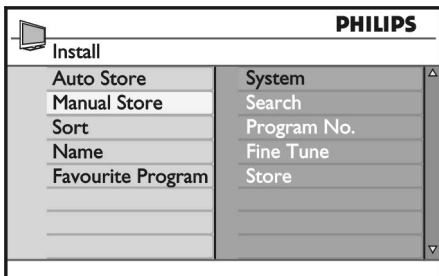 PHILIPS
Install
Auto Store
Manual Store
Sort
Name
Favourite Program
System
Search
Program No.
Fine Tune
Store